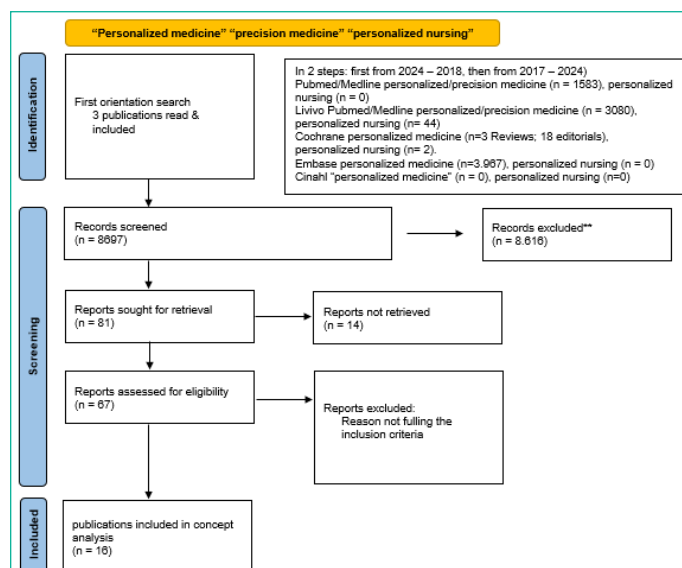 “Personalized medicine” “precision medicine” “personalized nursing”
Identification
First orientation search
3 publications read &
included
In 2 steps: first from 2024 – 2018, then from 2017 – 2024)
Pubmed/Medline personalized/precision medicine (n = 1583), personalized
nursing (n = 0)
Livivo Pubmed/Medline personalized/precision medicine (n = 3080),
personalized nursing (n= 44)
Cochrane personalized medicine (n=3 Reviews; 18 editorials),
personalized nursing (n= 2).
Embase personalized medicine (n=3.967), personalized nursing (n = 0)
Cinahl “personalized medicine” (n = 0), personalized nursing (n=0)
Screening
Records screened
(n = 8697)
Records excluded**
(n = 8.616)
Reports sought for retrieval
(n = 81)
Reports not retrieved
(n = 14)
Reports assessed for eligibility
(n = 67)
Reports excluded:
Reason not fulling the
inclusion criteria
Included
publications included in concept
analysis
(n = 16)